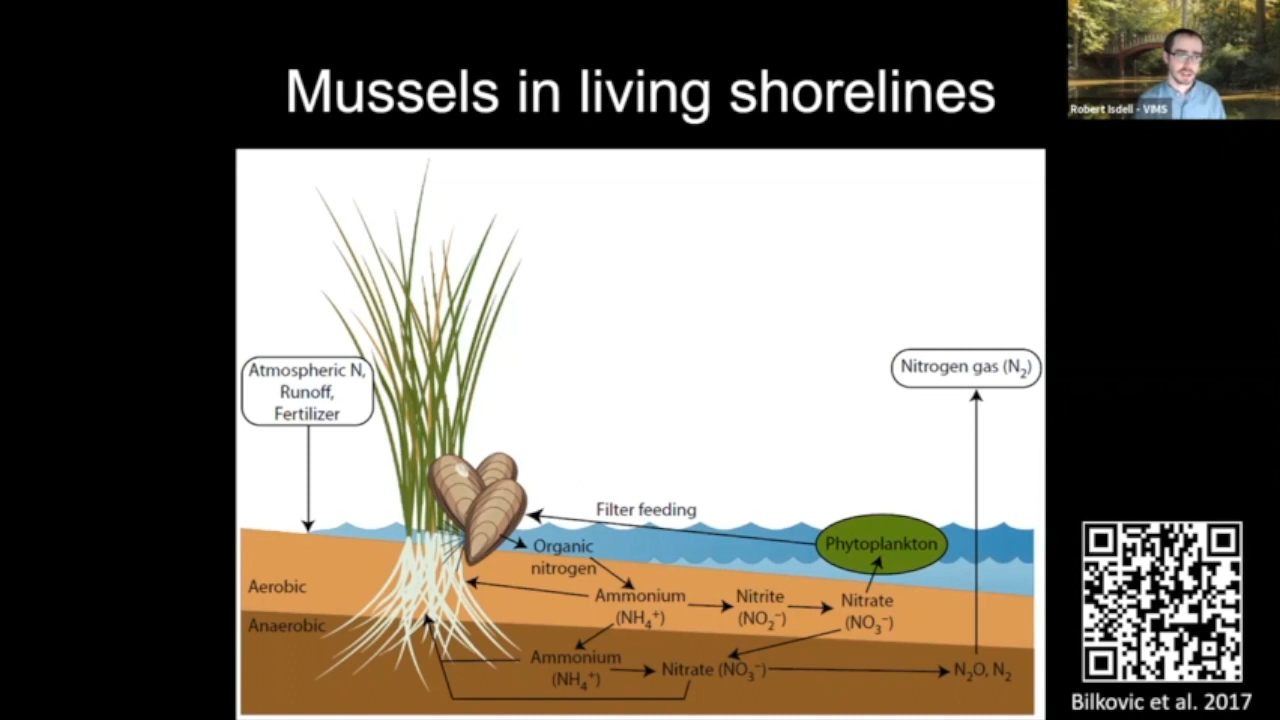 Mussels in living shorelines
Robert Isdell - VIMS
Atmospheric N,
Runoff,
Fertilizer
Nitrogen gas (N₂)
Filter feeding
Phytoplankton
Organic
nitrogen
Aerobic
Ammonium
(NH₄⁺)
Nitrite
(NO₂⁻)
Nitrate
(NO₃⁻)
Anaerobic
Ammonium
(NH₄⁺)
Nitrate (NO₃⁻)
N₂O, N₂
Bilkovic et al. 2017